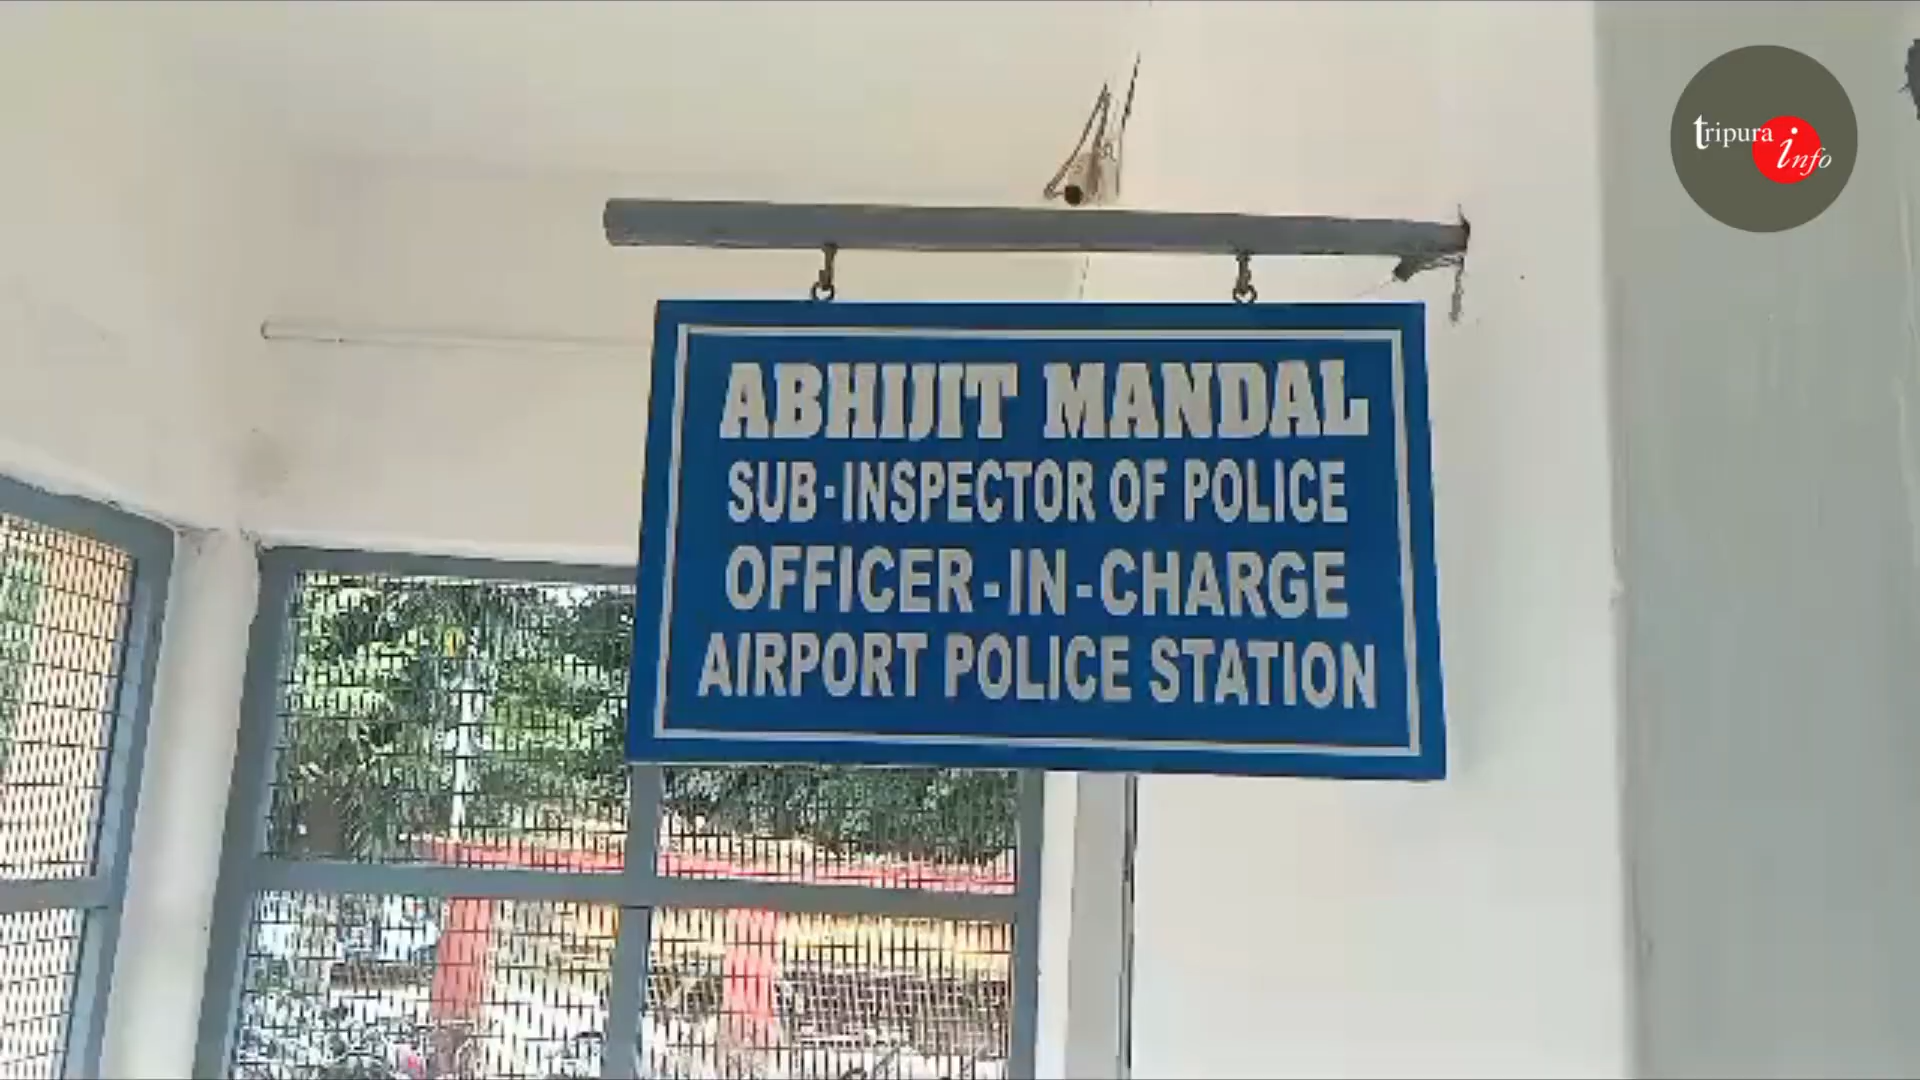 tripura
info
ABHIJIT MANDAL
SUB-INSPECTOR OF POLICE
OFFICER-IN-CHARGE
AIRPORT POLICE STATION